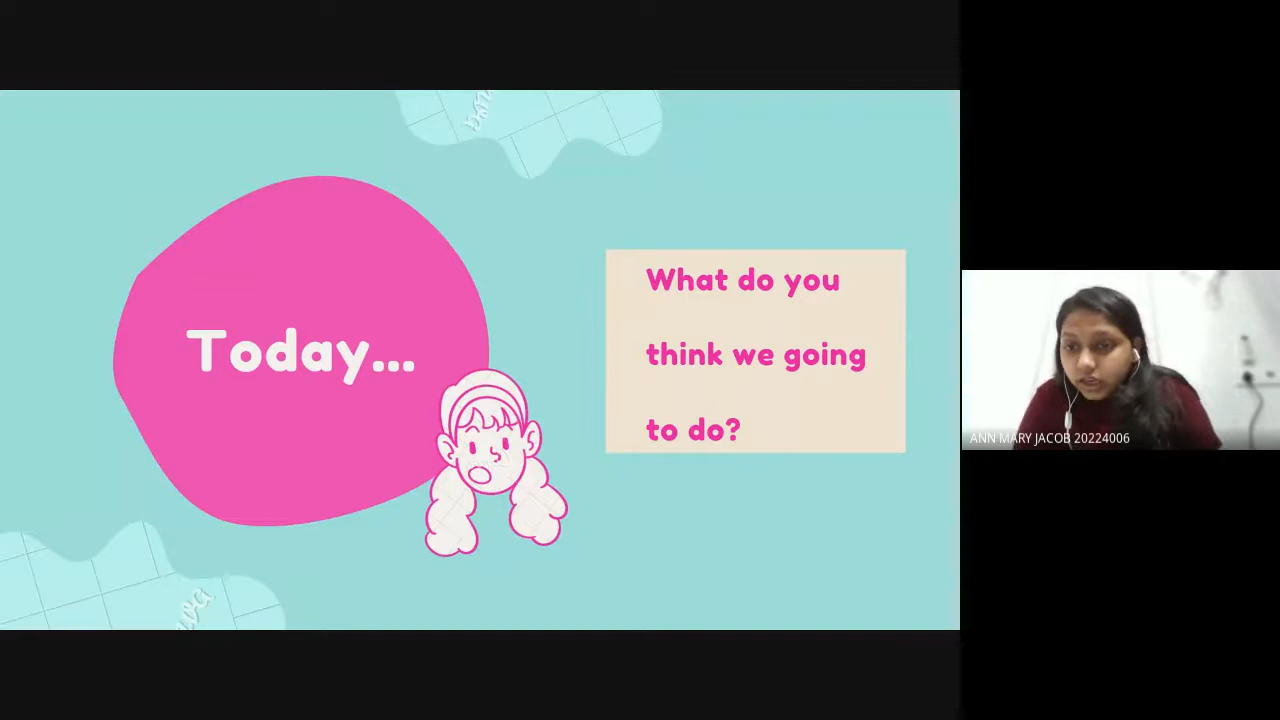 Today...
What do you
think we going
to do?
ANN MARY JACOB 20224006